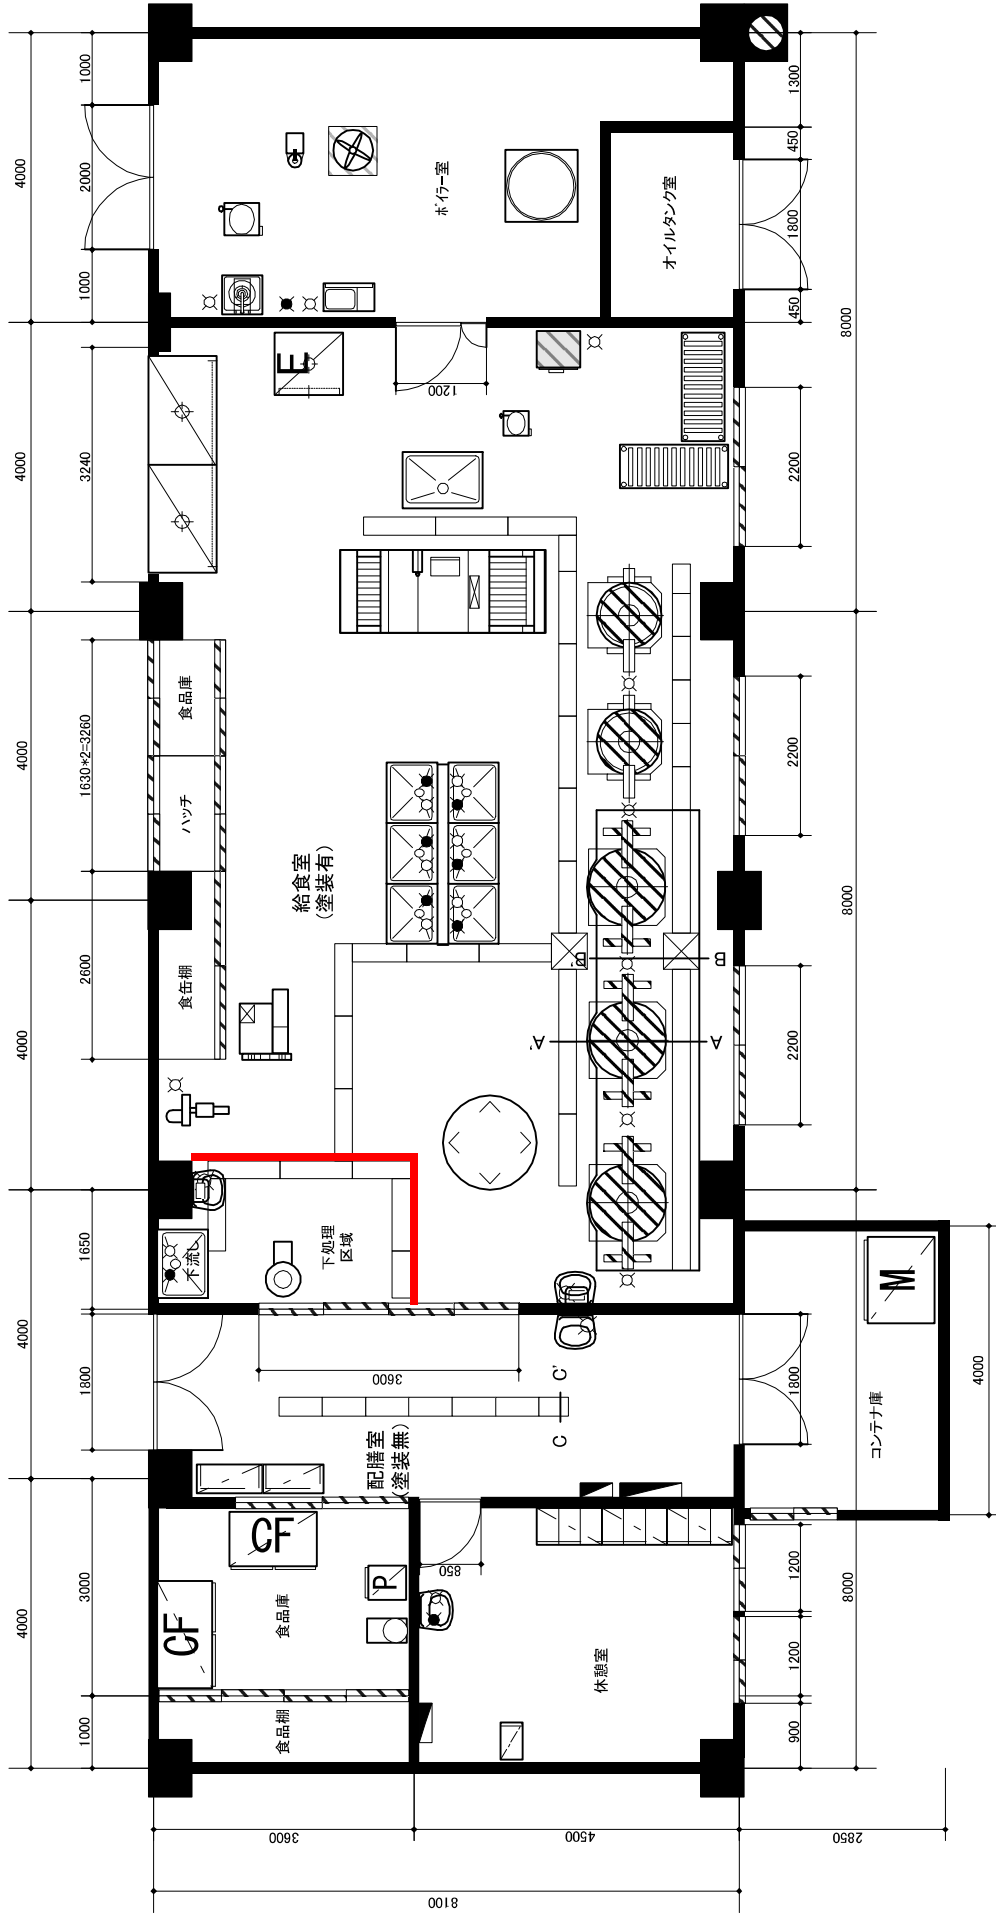 4000
4000
4000
4000
4000
4000
1000
3000
1800
1650
2600
1630*2=3260
3240
1000
2000
1000
食品棚
食品庫
CF
CF
P
休憩室
850
配膳室
(塗装無)
3600
C
C'
下流し
下処理
区域
食缶棚
ハッチ
食品庫
給食室
(塗装有)
A
A'
B
B'
E
1200
ボイラー室
オイルタンク室
コンテナ庫
M
4000
900
1200
1200
1800
2200
2200
2200
450
1800
450
1300
8000
8000
8000
3600
4500
2850
8100